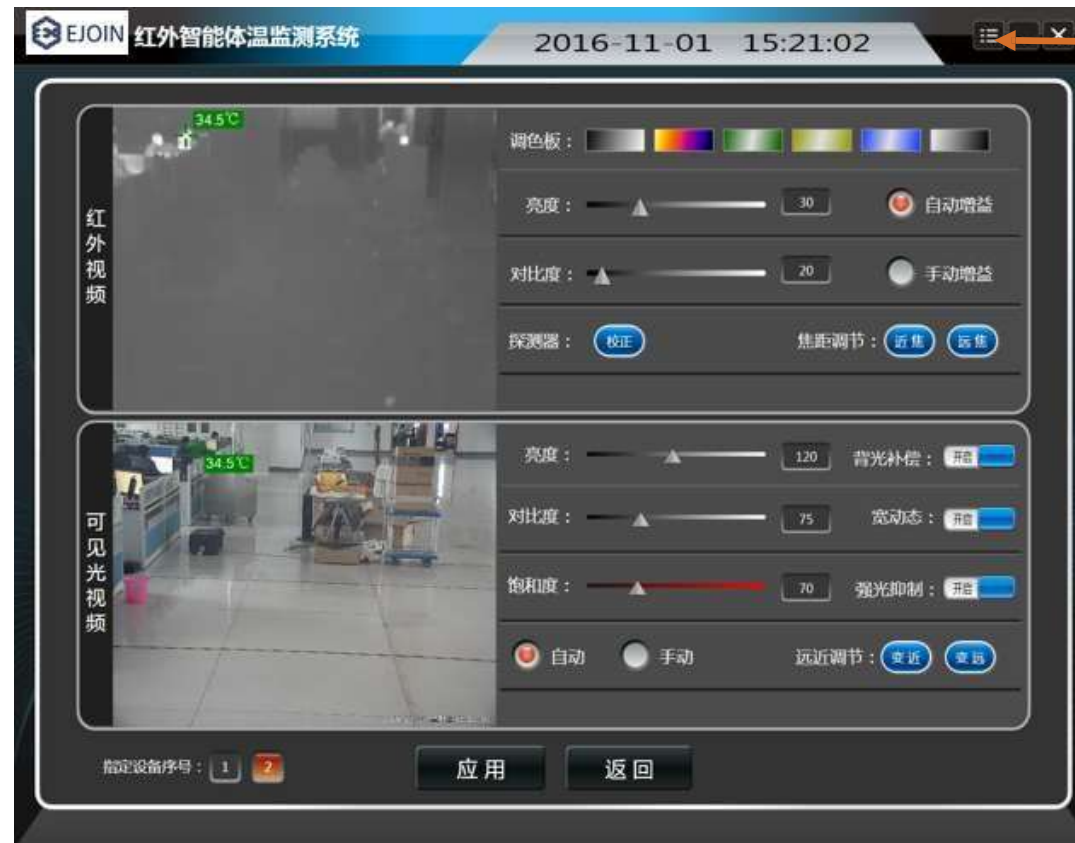 EJOIN 红外智能体温监测系统
2016-11-01 15:21:02
红外视频
34.5℃
调色板：
亮度： 30 自动增益
对比度： 20 手动增益
探测器： 校正 焦距调节： 近焦 远焦
可见光视频
34.5℃
亮度： 120 背光补偿： 开启
对比度： 75 宽动态： 开启
饱和度： 70 强光抑制： 开启
自动 手动 远近调节： 变近 变远
指定设备序号： 1 2
应用 返回